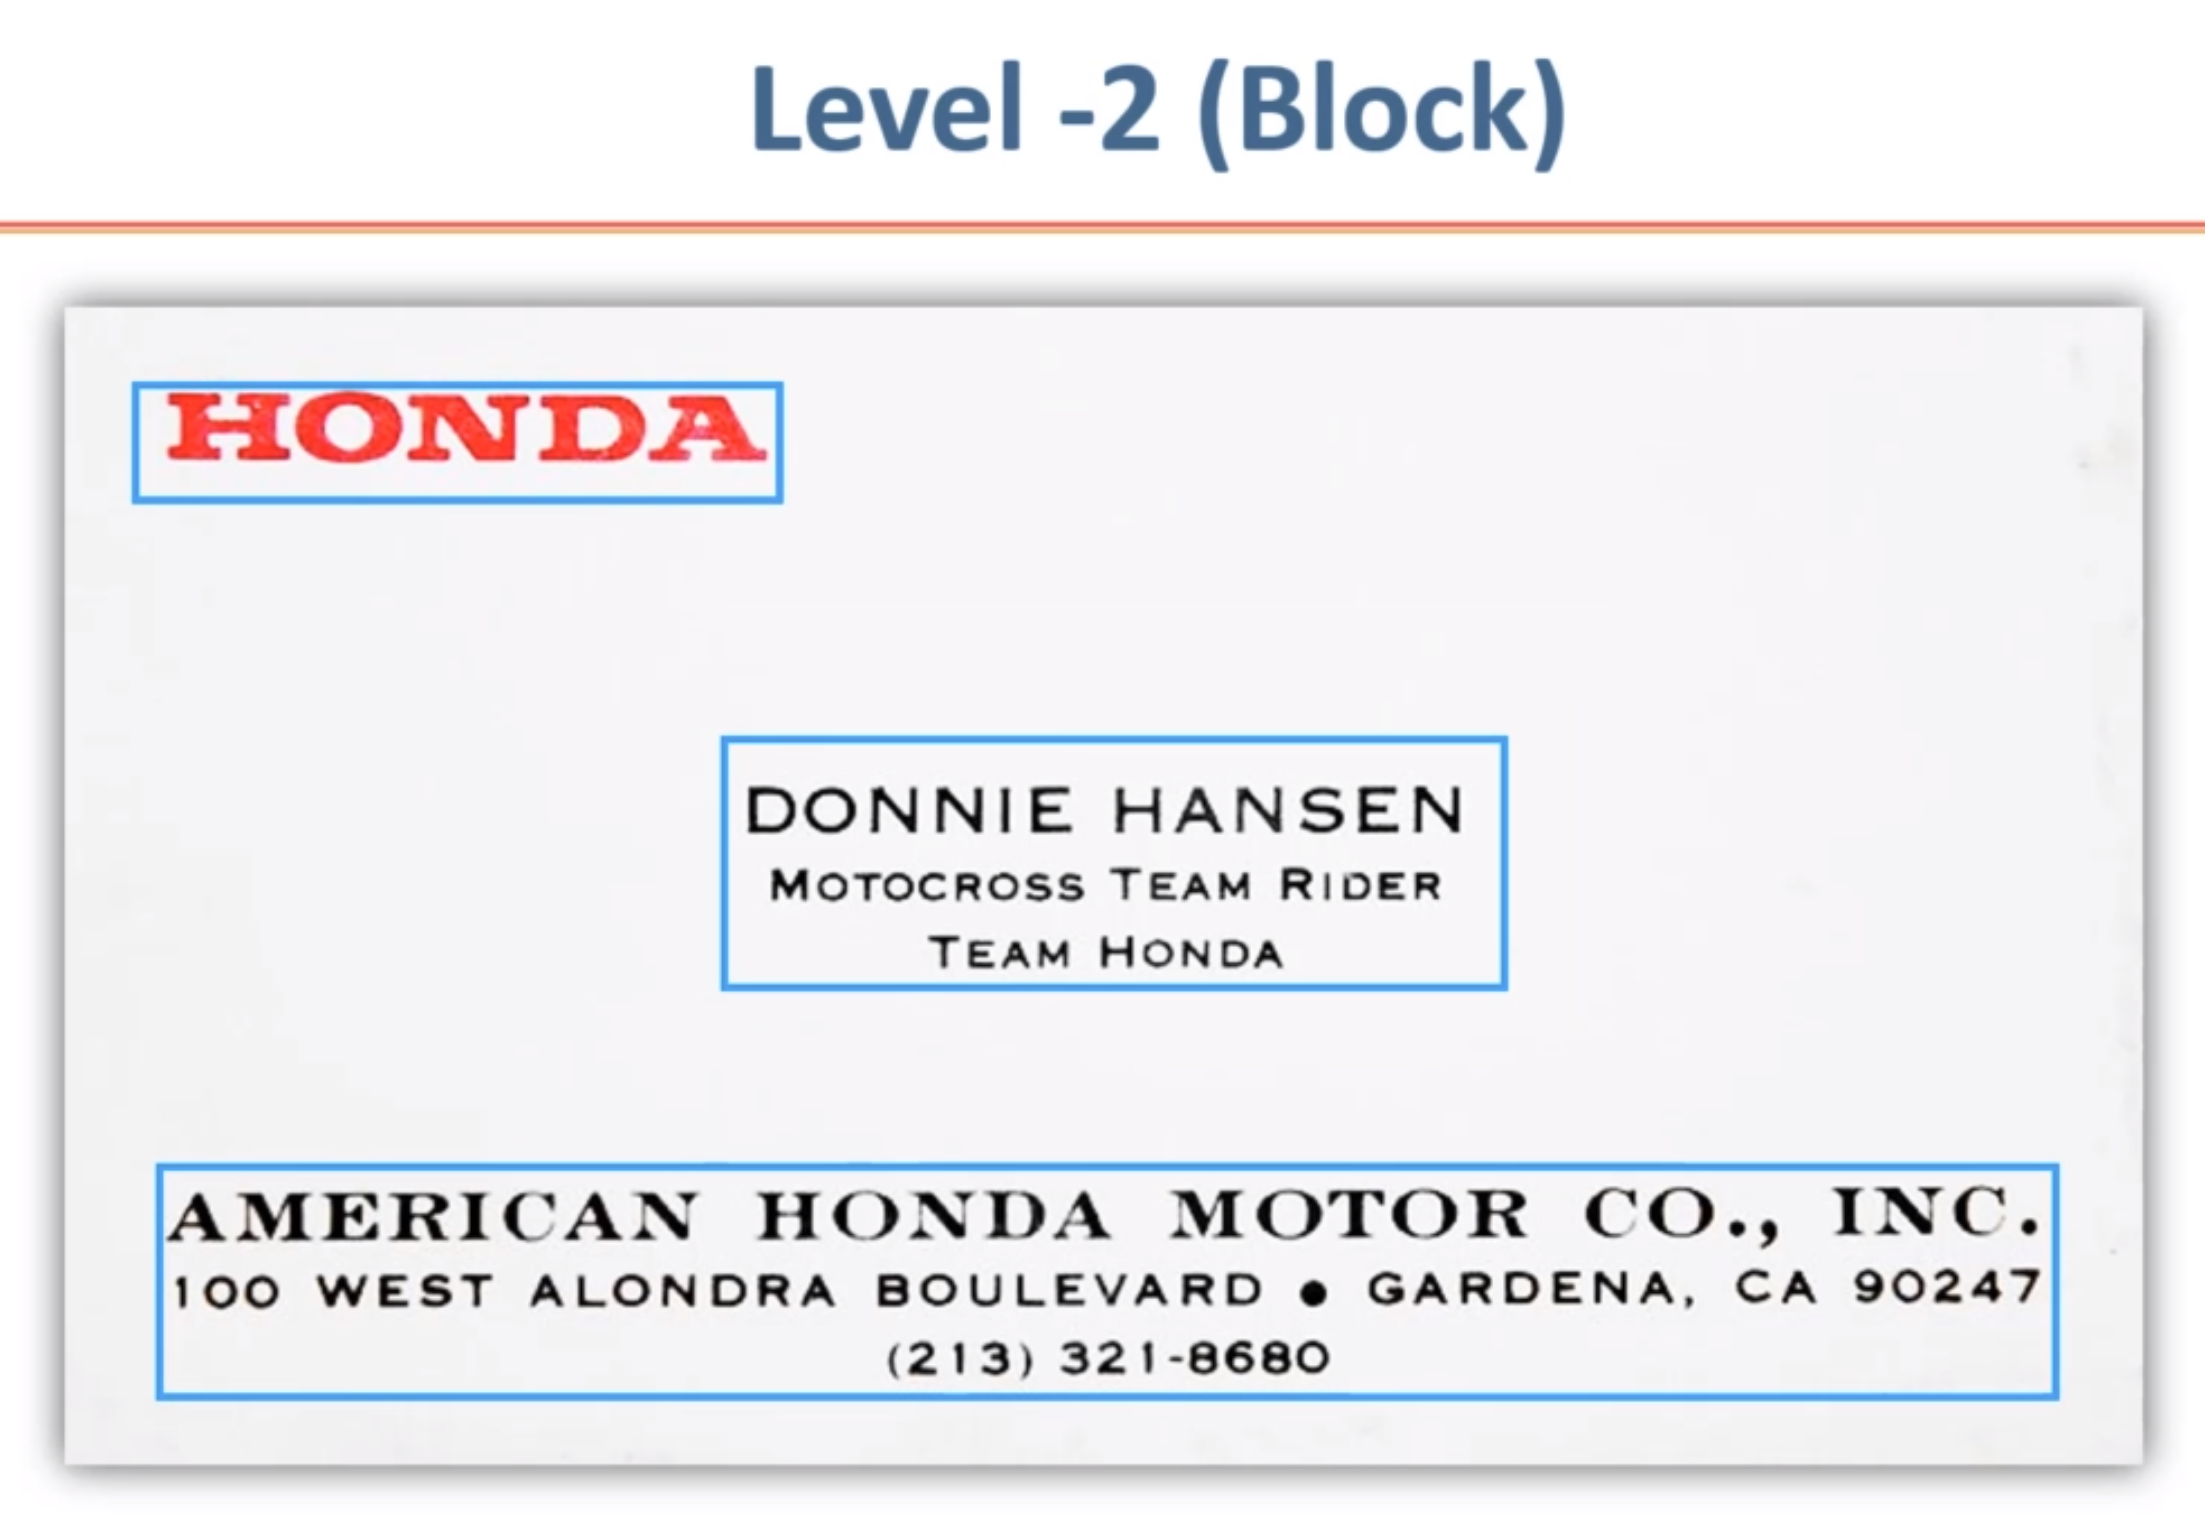 Level -2 (Block)
HONDA
DONNIE HANSEN
MOTOCROSS TEAM RIDER
TEAM HONDA
AMERICAN HONDA MOTOR CO., INC.
100 WEST ALONDRA BOULEVARD ● GARDENA, CA 90247
(213) 321-8680